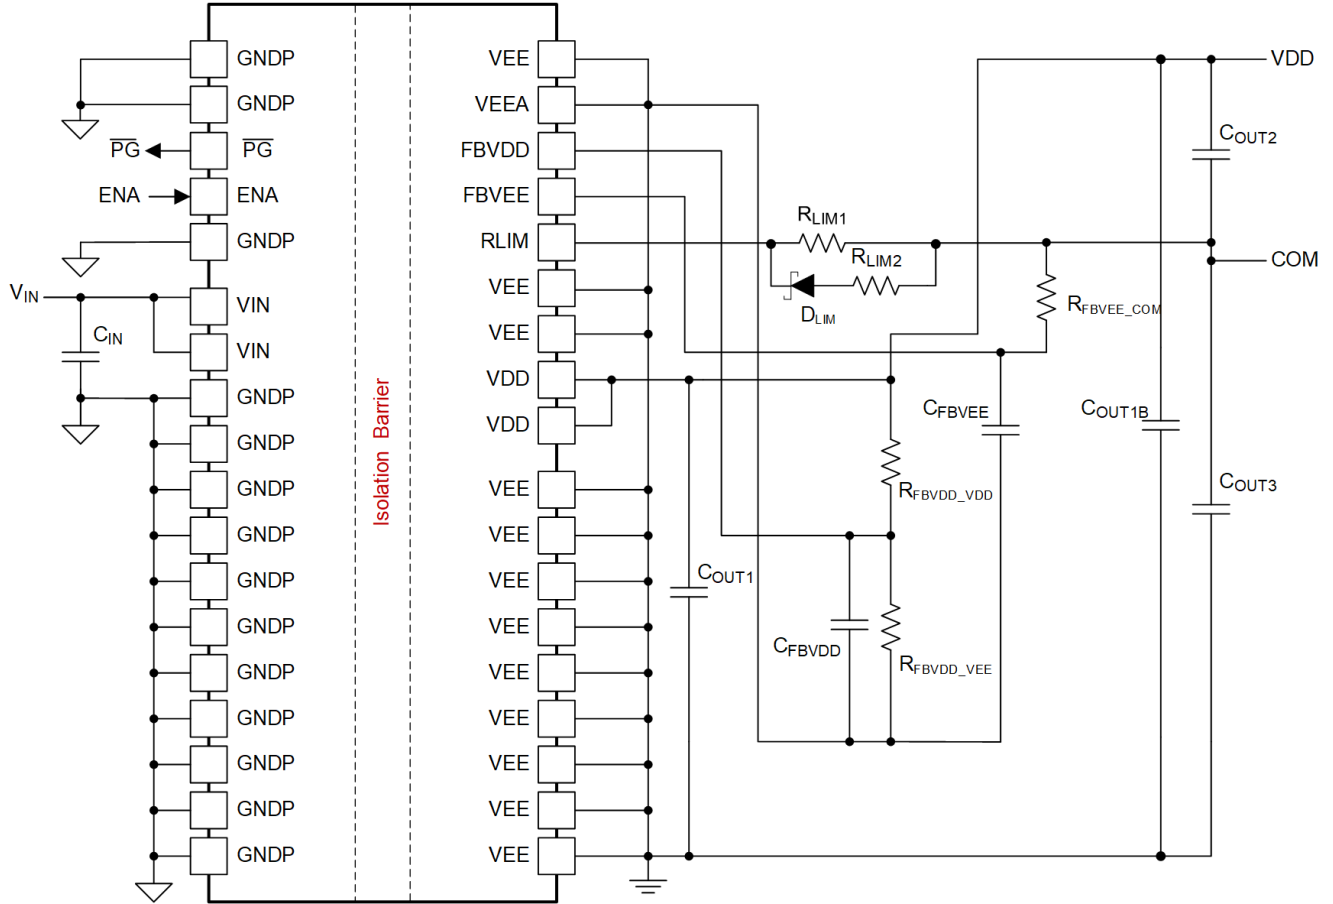 GNDP VEE VDD
GNDP VEEA
PG PG FBVDD COUT2
ENA ENA FBVEE
RLIM1
GNDP RLIM COM
RLIM2
VIN VIN VEE
DLIM RFBVEE_COM
CIN VEE
VIN
VDD
GNDP CFBVEE COUT1B
VDD
GNDP
Isolation Barrier
GNDP VEE RFBVDD_VDD COUT3
GNDP VEE
GNDP VEE COUT1
GNDP VEE
CFBVDD
GNDP VEE RFBVDD_VEE
GNDP VEE
GNDP VEE
GNDP VEE
GNDP VEE